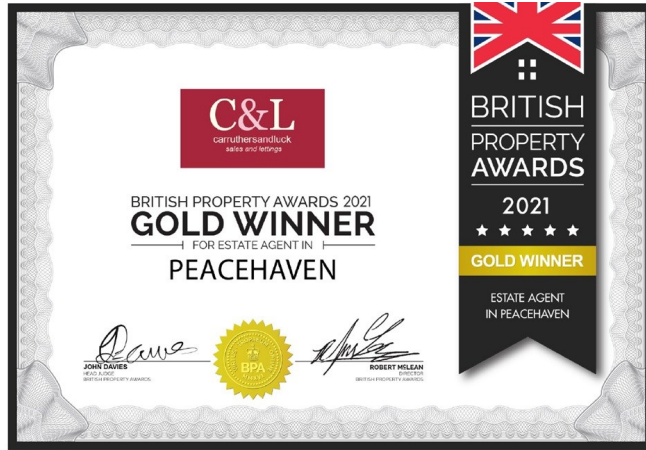 C&L
carruthersandluck
sales and lettings
BRITISH PROPERTY AWARDS 2021
GOLD WINNER
FOR ESTATE AGENT IN
PEACEHAVEN
JOHN DAVIES
HEAD JUDGE
BRITISH PROPERTY AWARDS
BPA
ROBERT MCLEAN
DIRECTOR
BRITISH PROPERTY AWARDS
BRITISH
PROPERTY
AWARDS
2021
GOLD WINNER
ESTATE AGENT
IN PEACEHAVEN